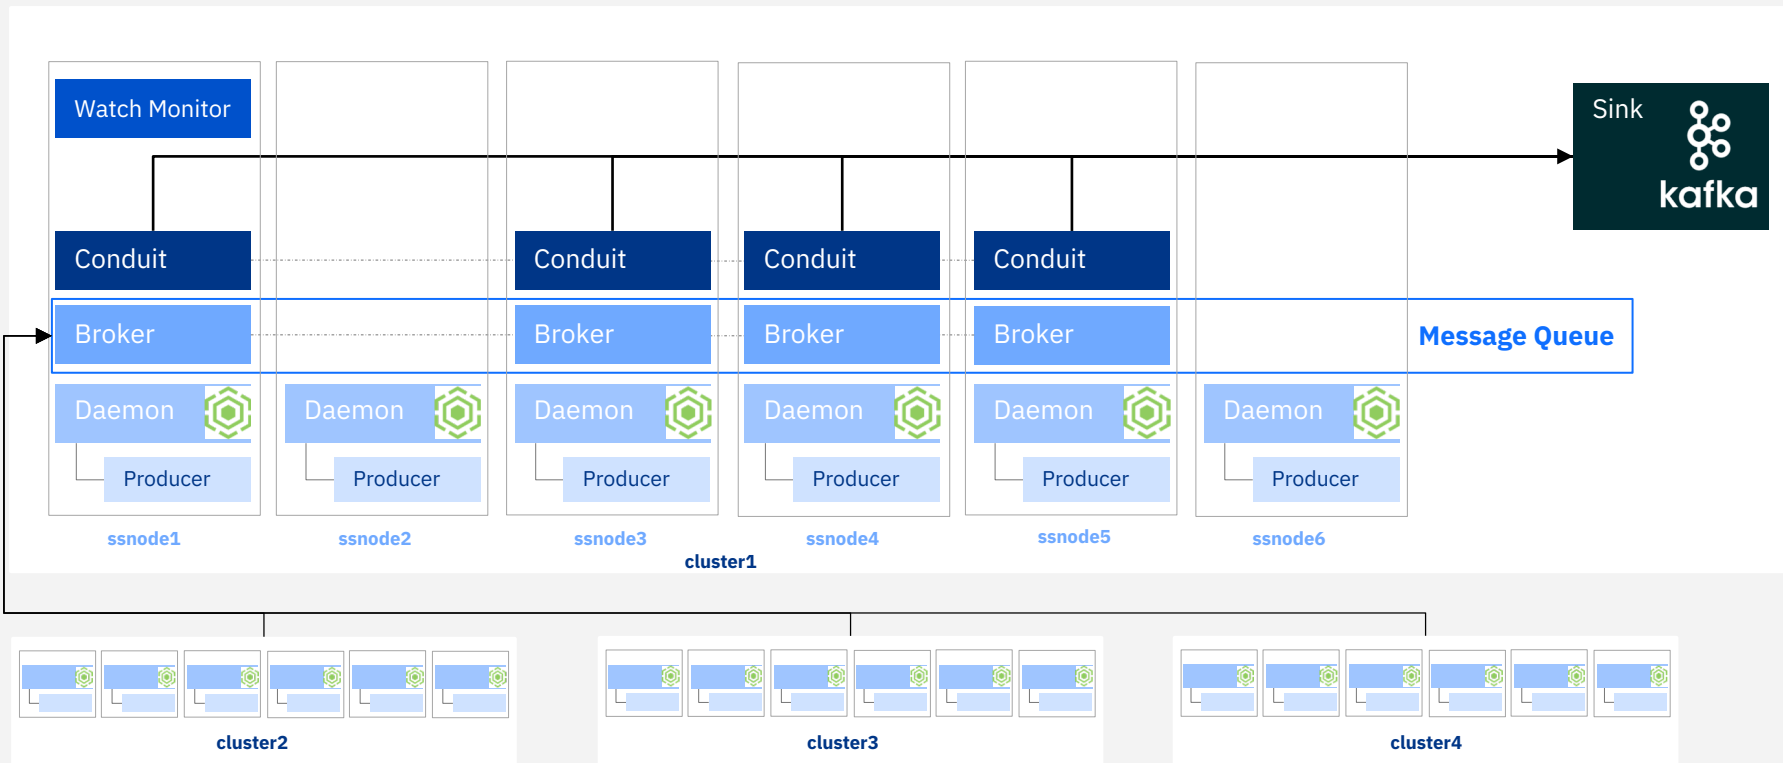 Watch Monitor
Sink
kafka
Conduit
Conduit
Conduit
Conduit
Broker
Broker
Broker
Broker
Message Queue
Daemon
Daemon
Daemon
Daemon
Daemon
Daemon
Producer
Producer
Producer
Producer
Producer
Producer
ssnode1
ssnode2
ssnode3
ssnode4
ssnode5
ssnode6
cluster1
cluster2
cluster3
cluster4